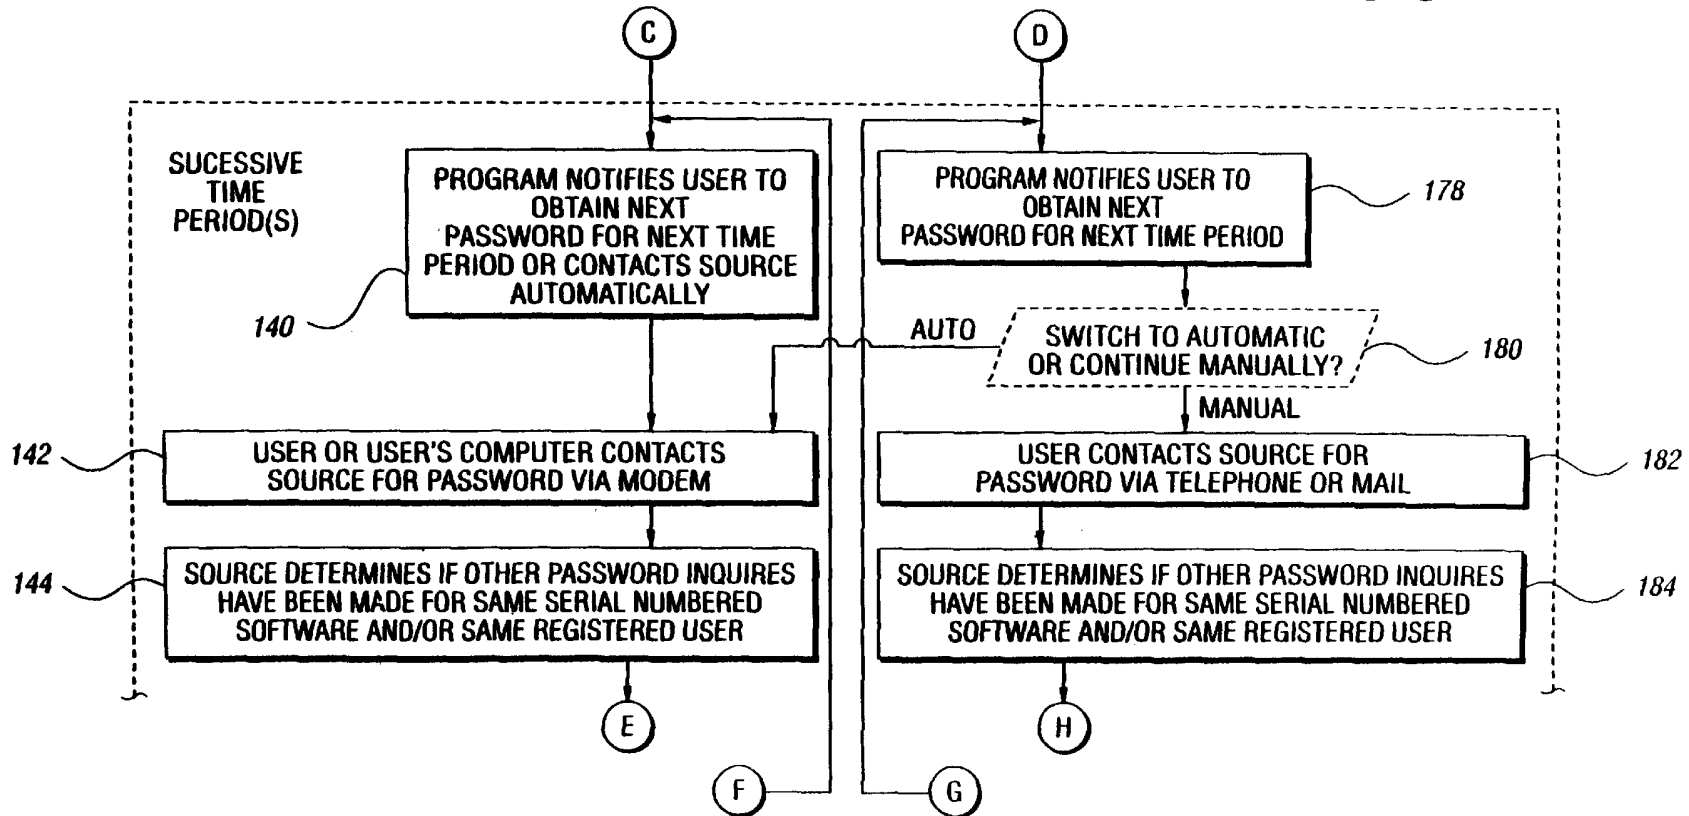 C
D
SUCESSIVE
TIME
PERIOD(S)
PROGRAM NOTIFIES USER TO
OBTAIN NEXT
PASSWORD FOR NEXT TIME
PERIOD OR CONTACTS SOURCE
AUTOMATICALLY
140
PROGRAM NOTIFIES USER TO
OBTAIN NEXT
PASSWORD FOR NEXT TIME PERIOD
178
AUTO
SWITCH TO AUTOMATIC
OR CONTINUE MANUALLY?
180
MANUAL
142
USER OR USER'S COMPUTER CONTACTS
SOURCE FOR PASSWORD VIA MODEM
USER CONTACTS SOURCE FOR
PASSWORD VIA TELEPHONE OR MAIL
182
144
SOURCE DETERMINES IF OTHER PASSWORD INQUIRES
HAVE BEEN MADE FOR SAME SERIAL NUMBERED
SOFTWARE AND/OR SAME REGISTERED USER
SOURCE DETERMINES IF OTHER PASSWORD INQUIRES
HAVE BEEN MADE FOR SAME SERIAL NUMBERED
SOFTWARE AND/OR SAME REGISTERED USER
184
E
H
F
G